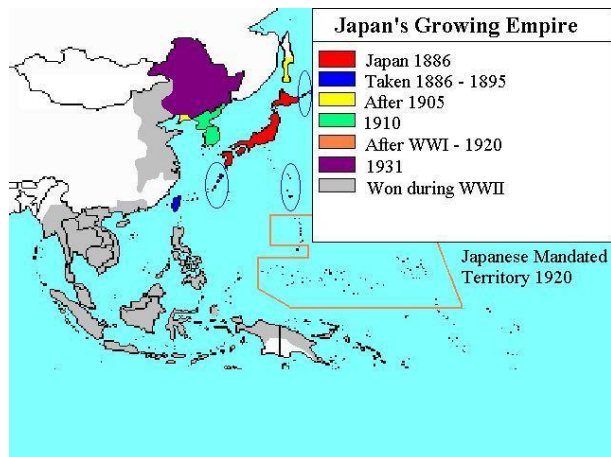 Japan's Growing Empire
Japan 1886
Taken 1886 - 1895
After 1905
1910
After WWI - 1920
1931
Won during WWII
Japanese Mandated
Territory 1920